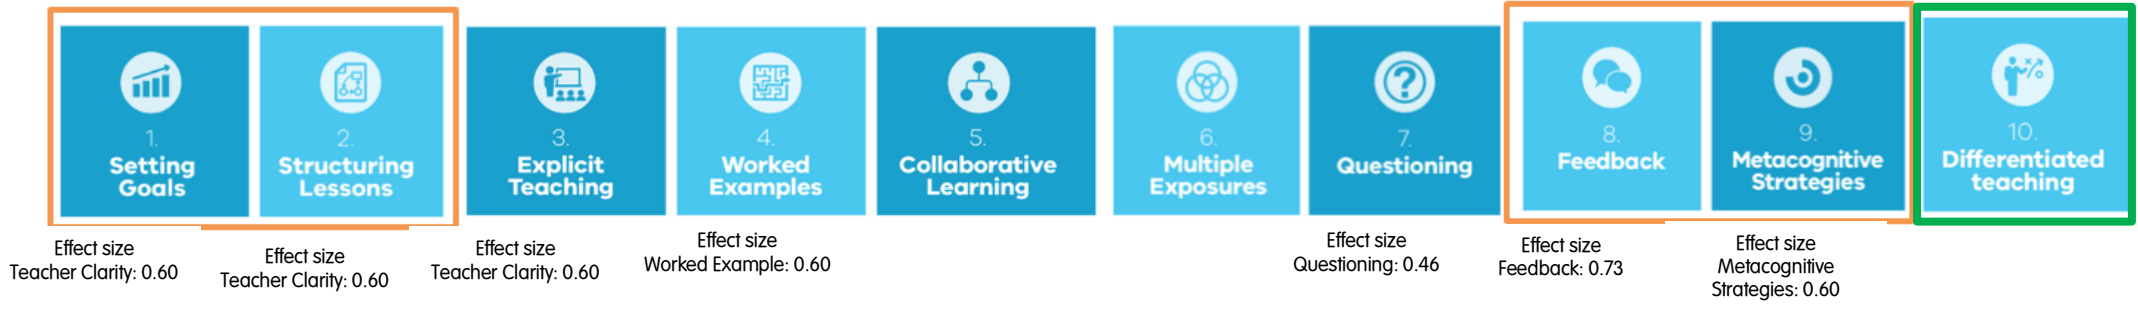 1.
Setting
Goals
2.
Structuring
Lessons
3.
Explicit
Teaching
4.
Worked
Examples
5.
Collaborative
Learning
6.
Multiple
Exposures
7.
Questioning
8.
Feedback
9.
Metacognitive
Strategies
10.
Differentiated
teaching
Effect size
Teacher Clarity: 0.60
Effect size
Teacher Clarity: 0.60
Effect size
Teacher Clarity: 0.60
Effect size
Worked Example: 0.60
Effect size
Questioning: 0.46
Effect size
Feedback: 0.73
Effect size
Metacognitive
Strategies: 0.60